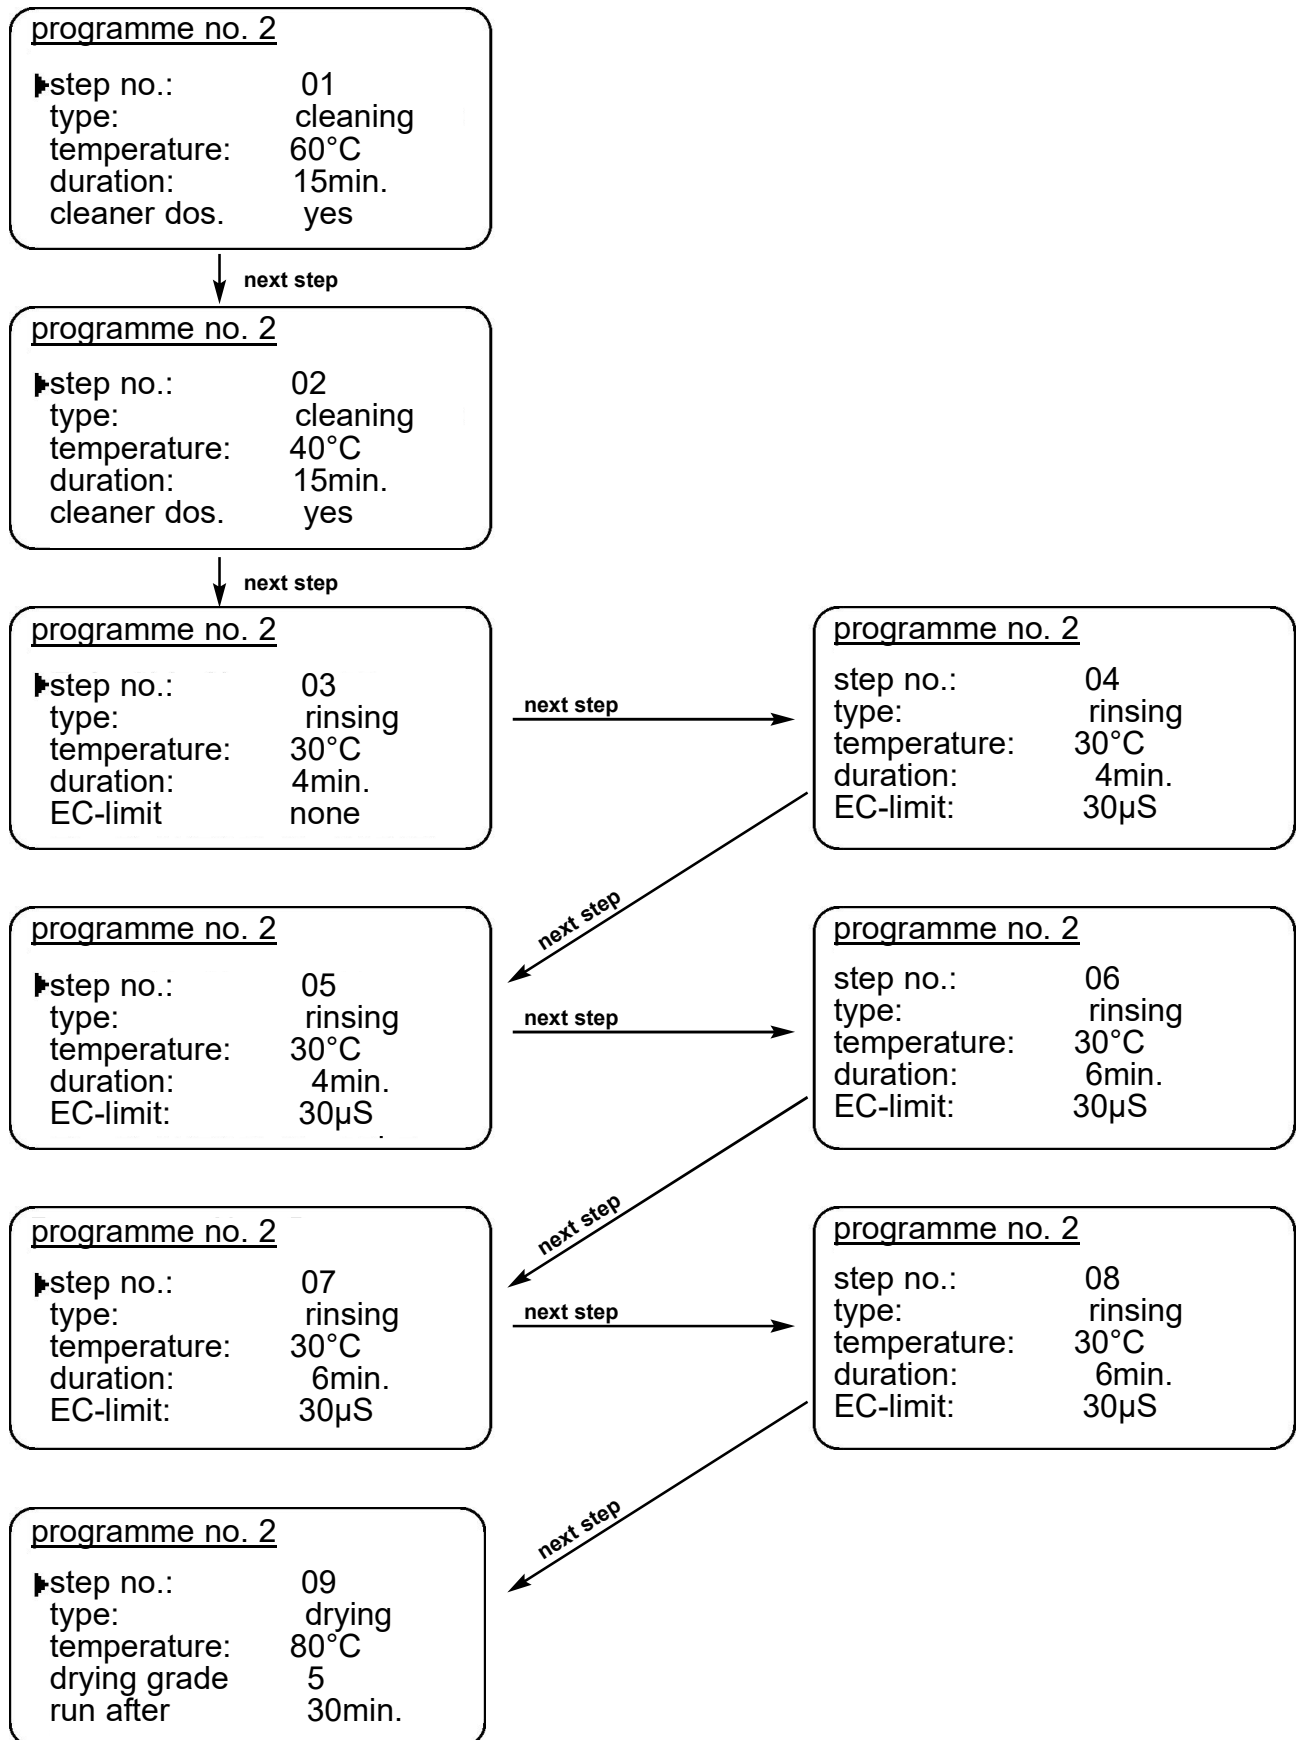 programme no. 2
step no.: 01
type: cleaning
temperature: 60°C
duration: 15min.
cleaner dos. yes
next step
programme no. 2
step no.: 02
type: cleaning
temperature: 40°C
duration: 15min.
cleaner dos. yes
next step
programme no. 2
step no.: 03
type: rinsing
temperature: 30°C
duration: 4min.
EC-limit none
next step
programme no. 2
step no.: 04
type: rinsing
temperature: 30°C
duration: 4min.
EC-limit: 30µS
next step
programme no. 2
step no.: 05
type: rinsing
temperature: 30°C
duration: 4min.
EC-limit: 30µS
next step
programme no. 2
step no.: 06
type: rinsing
temperature: 30°C
duration: 6min.
EC-limit: 30µS
next step
programme no. 2
step no.: 07
type: rinsing
temperature: 30°C
duration: 6min.
EC-limit: 30µS
next step
programme no. 2
step no.: 08
type: rinsing
temperature: 30°C
duration: 6min.
EC-limit: 30µS
next step
programme no. 2
step no.: 09
type: drying
temperature: 80°C
drying grade 5
run after 30min.